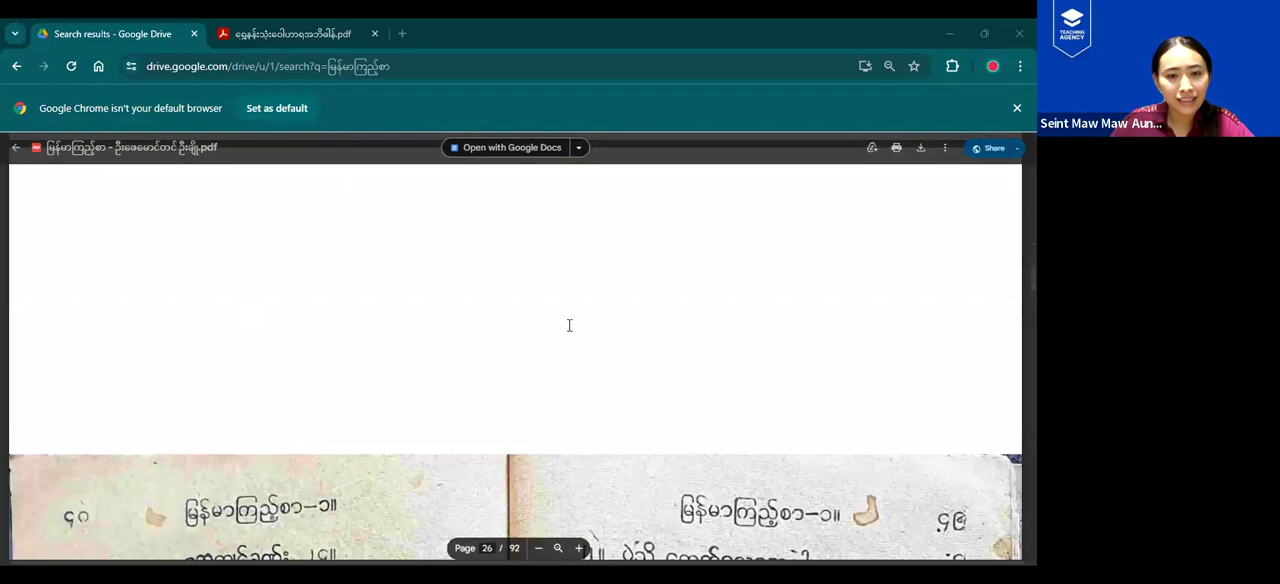 Search results - Google Drive
ရွှေနန်းသုံးဝေါဟာရအဘိဓါန်.pdf
drive.google.com/drive/u/1/search?q=မြန်မာကြည့်စာ
Google Chrome isn't your default browser
Set as default
မြန်မာကြည့်စာ - ဦးဖေမောင်တင် ဦးချို.pdf
Open with Google Docs
Share
TEACHING
AGENCY
Seint Maw Maw Aun...
၄၀
မြန်မာကြည့်စာ–၁။
မြန်မာကြည့်စာ–၁။
Page 26 / 92